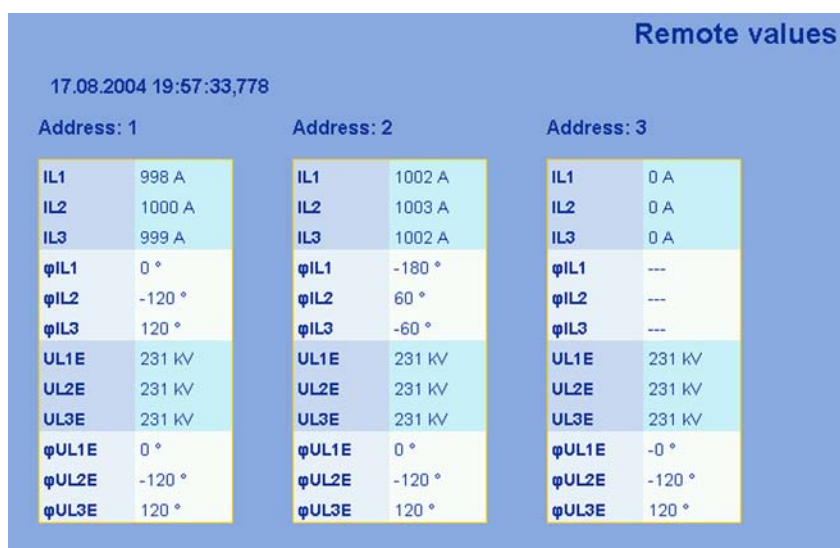 Remote values
17.08.2004 19:57:33,778
Address: 1
IL1 998 A
IL2 1000 A
IL3 999 A
φIL1 0 °
φIL2 -120 °
φIL3 120 °
UL1E 231 kV
UL2E 231 kV
UL3E 231 kV
φUL1E 0 °
φUL2E -120 °
φUL3E 120 °
Address: 2
IL1 1002 A
IL2 1003 A
IL3 1002 A
φIL1 -180 °
φIL2 60 °
φIL3 -60 °
UL1E 231 kV
UL2E 231 kV
UL3E 231 kV
φUL1E 0 °
φUL2E -120 °
φUL3E 120 °
Address: 3
IL1 0 A
IL2 0 A
IL3 0 A
φIL1 ---
φIL2 ---
φIL3 ---
UL1E 231 kV
UL2E 231 kV
UL3E 231 kV
φUL1E -0 °
φUL2E -120 °
φUL3E 120 °